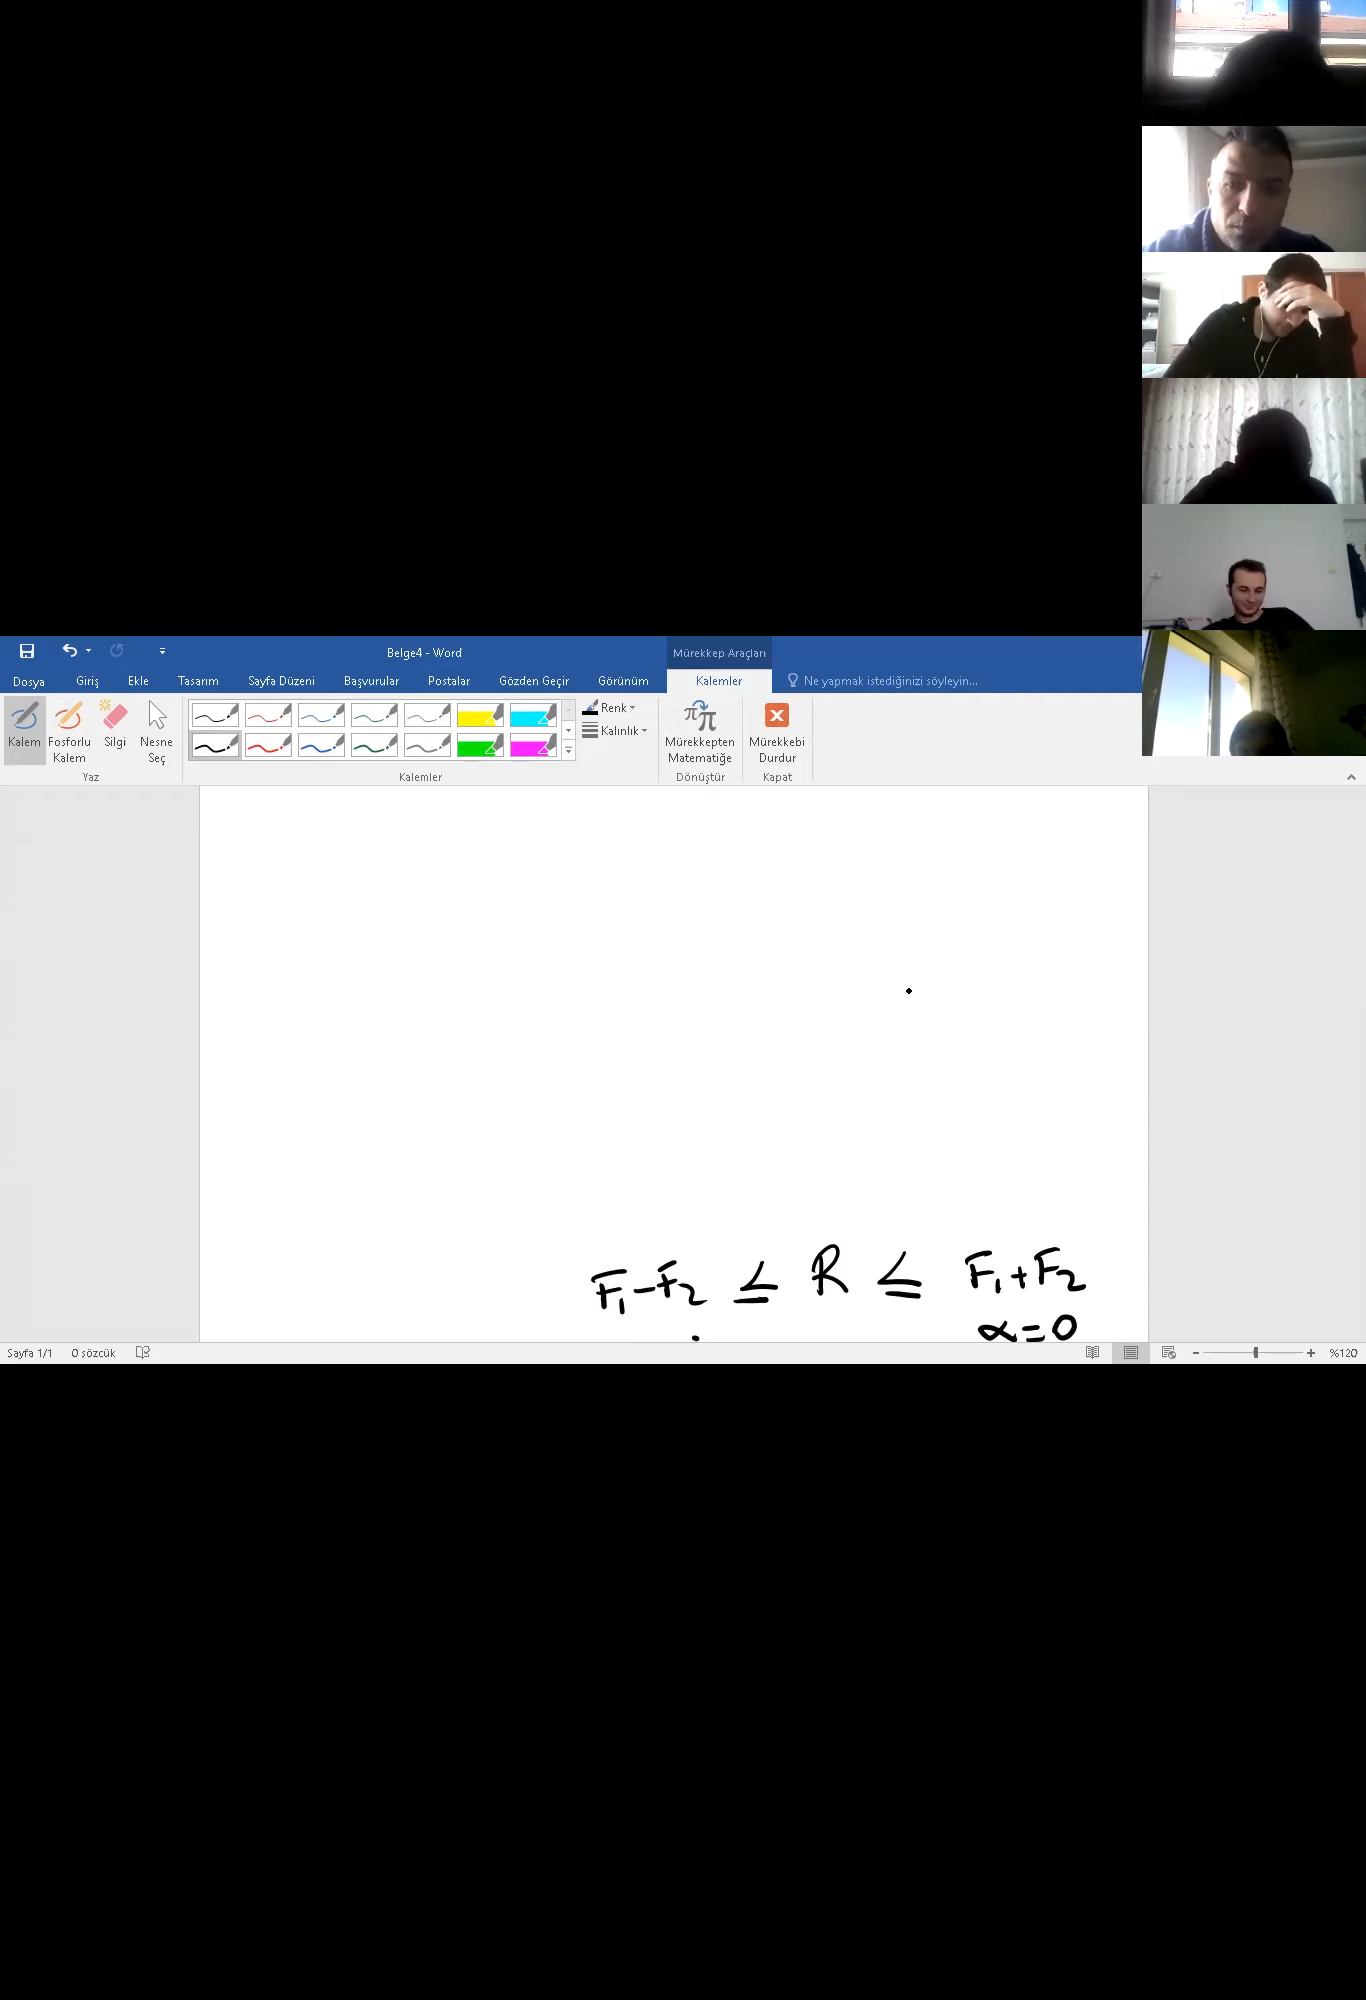 Belge4 - Word
Mürekkep Araçları
Dosya Giriş Ekle Tasarım Sayfa Düzeni Başvurular Postalar Gözden Geçir Görünüm Kalemler Ne yapmak istediğinizi söyleyin...
Kalem
Fosforlu Kalem
Silgi
Nesne Seç
Renk
Kalınlık
Mürekkepten Matematiğe
Mürekkebi Durdur
Yaz Kalemler Dönüştür Kapat
F₁-F₂ ≤ R ≤ F₁+F₂
α=0
Sayfa 1/1 0 sözcük %120